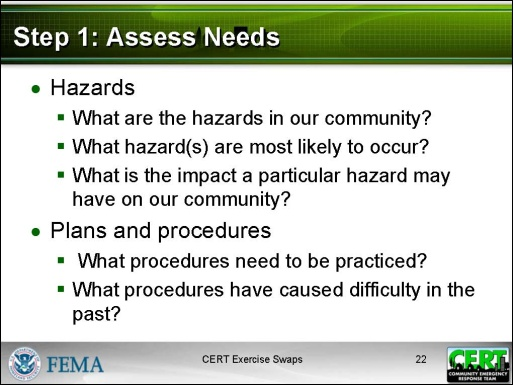 Step 1: Assess Needs
● Hazards
▪ What are the hazards in our community?
▪ What hazard(s) are most likely to occur?
▪ What is the impact a particular hazard may
have on our community?
● Plans and procedures
▪ What procedures need to be practiced?
▪ What procedures have caused difficulty in the
past?
FEMA
CERT Exercise Swaps
22
CERT
COMMUNITY EMERGENCY
RESPONSE TEAM